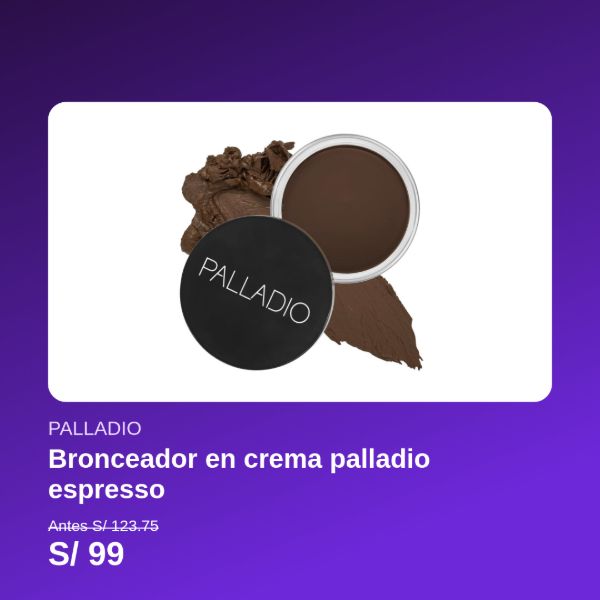 PALLADIO
PALLADIO
Bronceador en crema palladio
espresso
Antes S/ 123.75
S/ 99